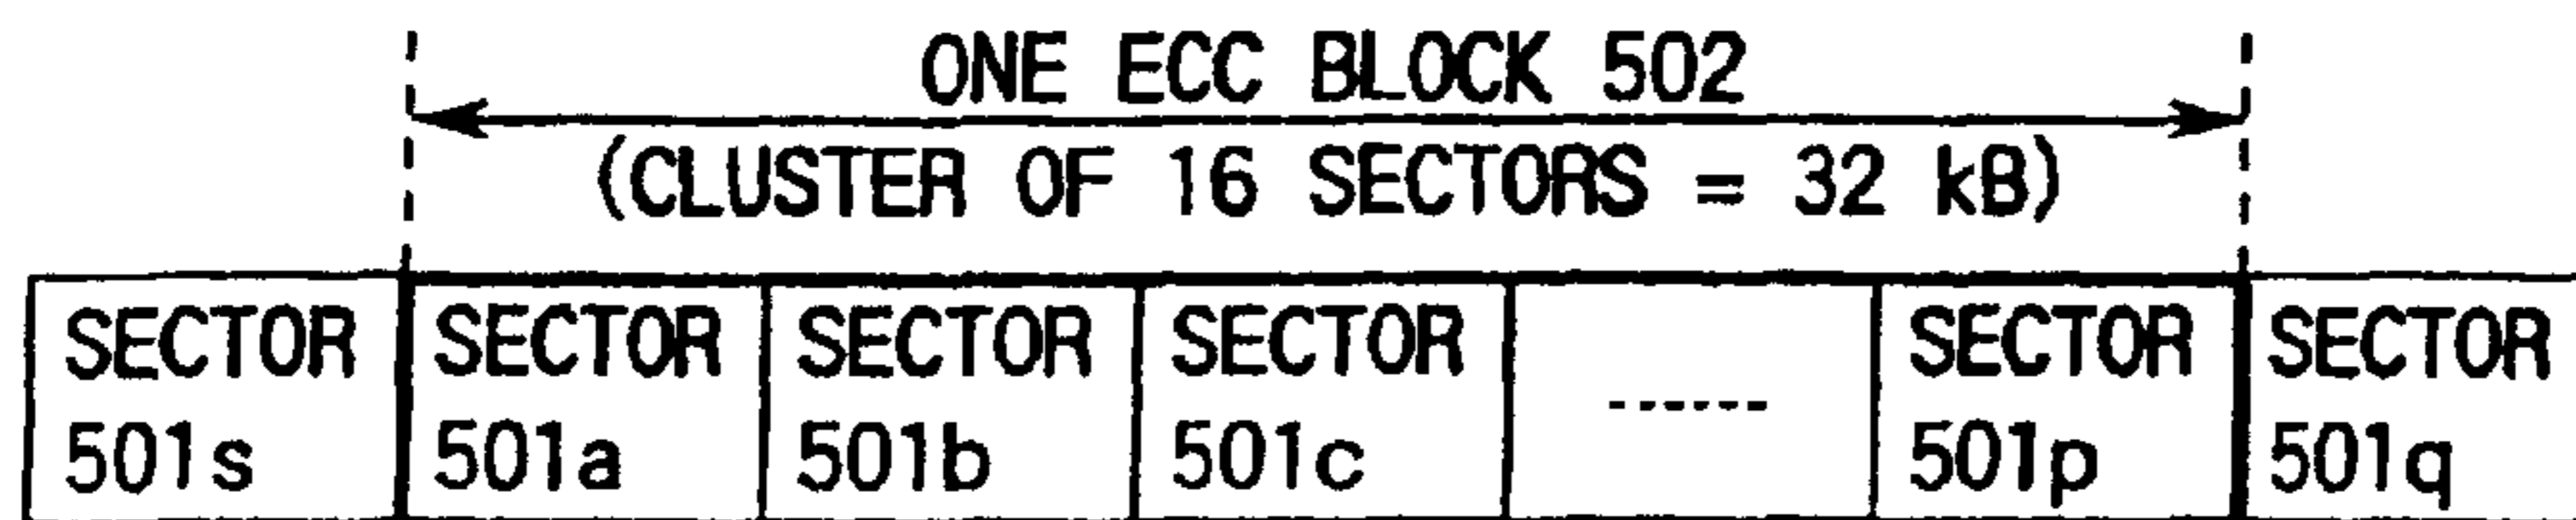 ONE ECC BLOCK 502
(CLUSTER OF 16 SECTORS = 32 kB)
SECTOR SECTOR SECTOR SECTOR ------ SECTOR SECTOR
501s 501a 501b 501c 501p 501q